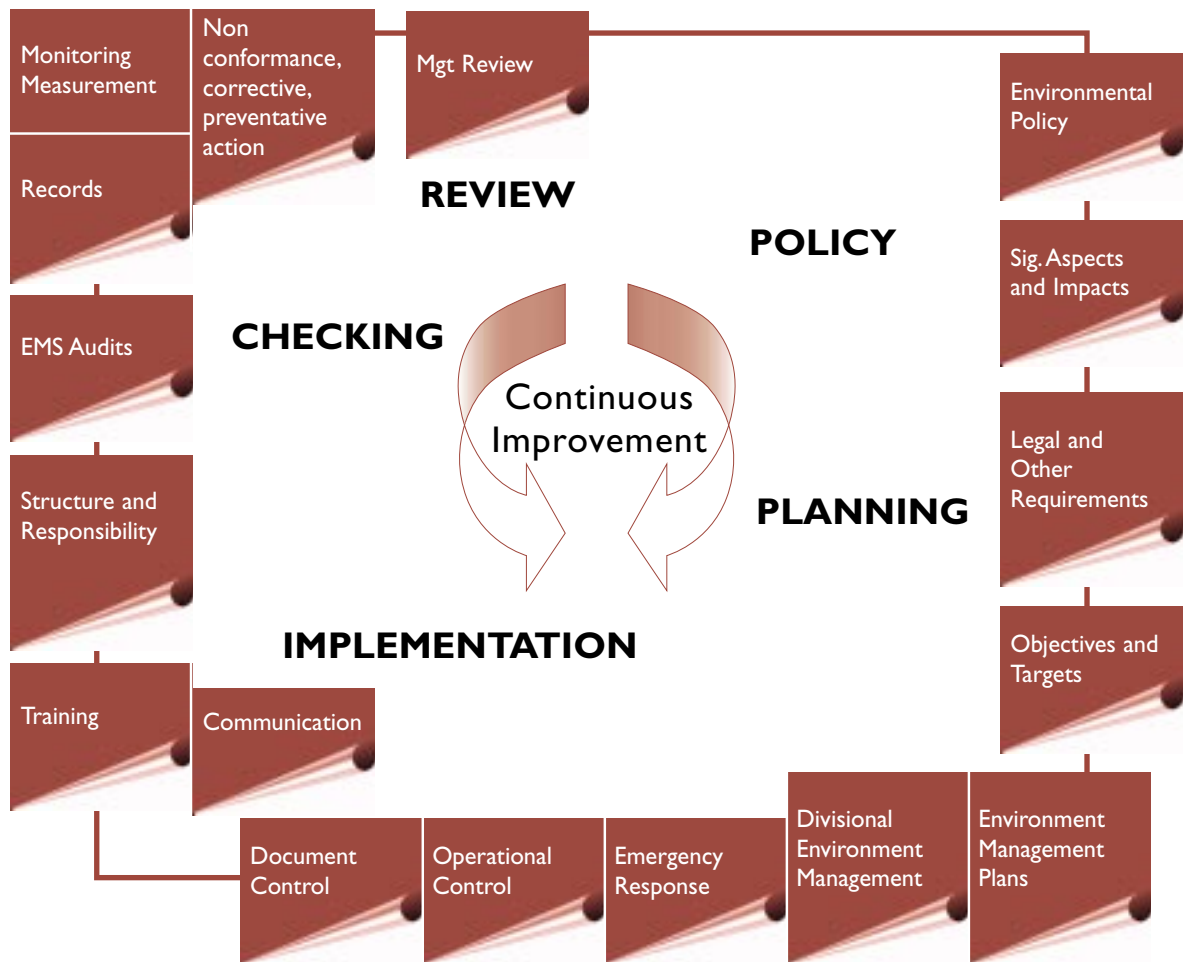 Monitoring
Measurement
Non
conformance,
corrective,
preventative
action
Mgt Review
Environmental
Policy
Records
REVIEW
POLICY
Sig. Aspects
and Impacts
EMS Audits
CHECKING
Continuous
Improvement
Legal and
Other
Requirements
Structure and
Responsibility
PLANNING
IMPLEMENTATION
Objectives and
Targets
Training
Communication
Document
Control
Operational
Control
Emergency
Response
Divisional
Environment
Management
Environment
Management
Plans